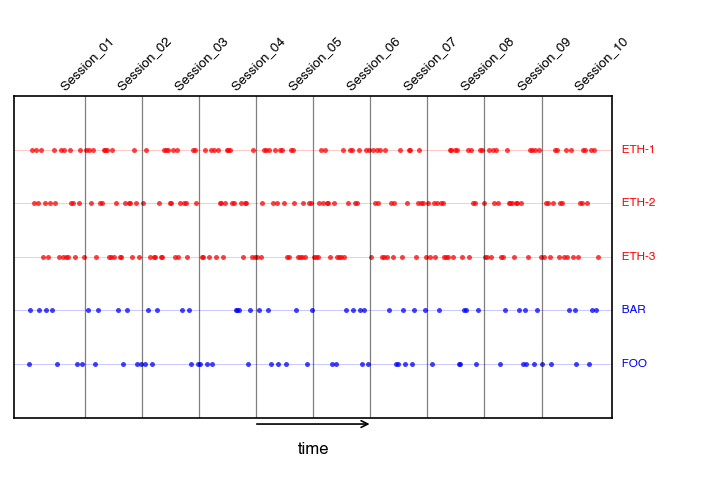 Session_01
Session_02
Session_03
Session_04
Session_05
Session_06
Session_07
Session_08
Session_09
Session_10
ETH-1
ETH-2
ETH-3
BAR
FOO
time